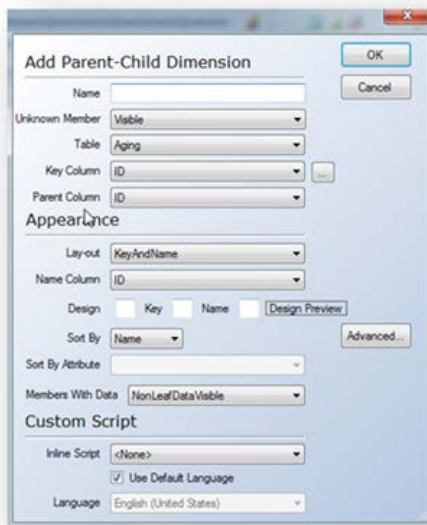 Add Parent-Child Dimension
OK
Name
Cancel
Unknown Member Visible
Table Aging
Key Column ID ...
Parent Column ID
Appearance
Lay-out KeyAndName
Name Column ID
Design Key Name Design Preview
Sort By Name Advanced...
Sort By Attribute
Members With Data NonLeafDataVisible
Custom Script
Inline Script <None>
Use Default Language
Language English (United States)